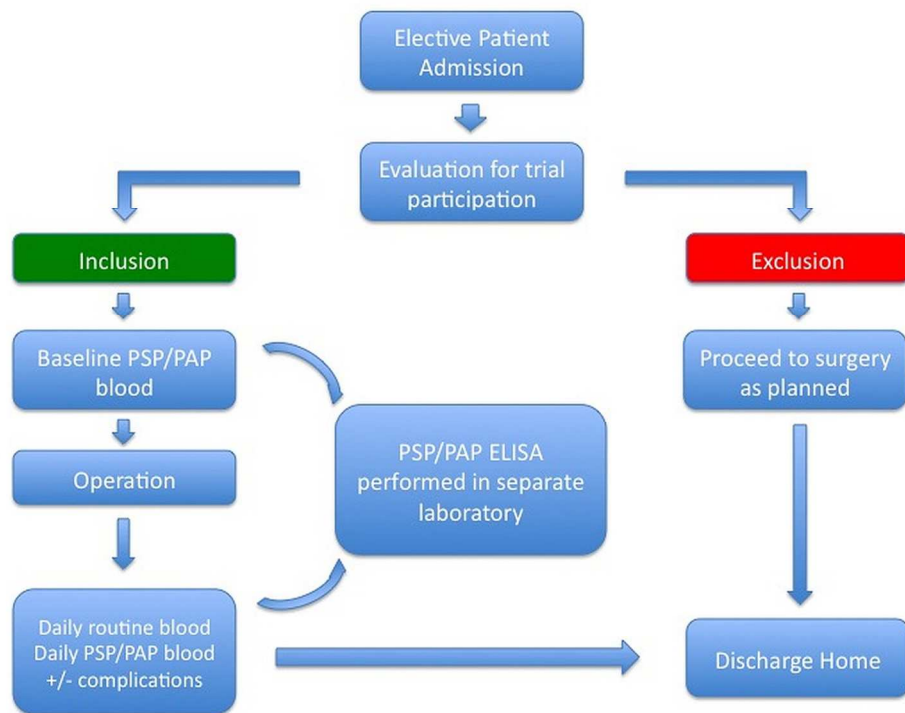 Elective Patient
Admission
Evaluation for trial
participation
Inclusion
Exclusion
Baseline PSP/PAP
blood
Proceed to surgery
as planned
PSP/PAP ELISA
performed in separate
laboratory
Operation
Daily routine blood
Daily PSP/PAP blood
+/- complications
Discharge Home